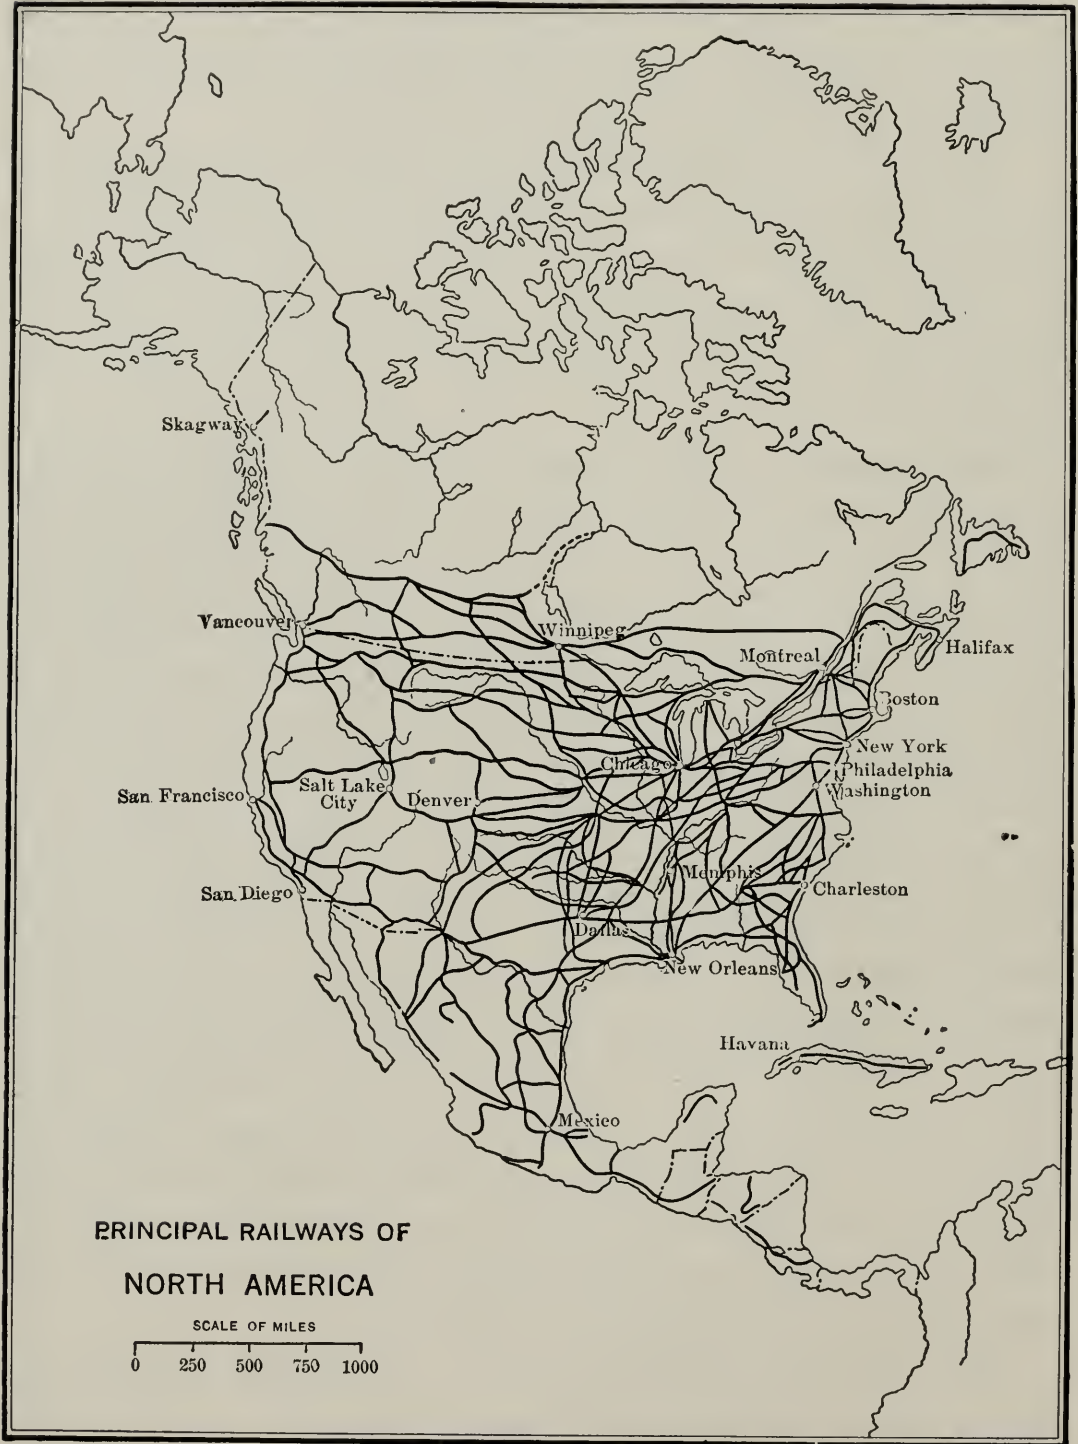 Skagway
Vancouver
Winnipeg
Montreal
Halifax
Boston
New York
Philadelphia
Washington
Chicago
Salt Lake
City
Denver
San Francisco
San Diego
Memphis
Charleston
Dallas
New Orleans
Havana
Mexico
PRINCIPAL RAILWAYS OF
NORTH AMERICA
SCALE OF MILES
0 250 500 750 1000